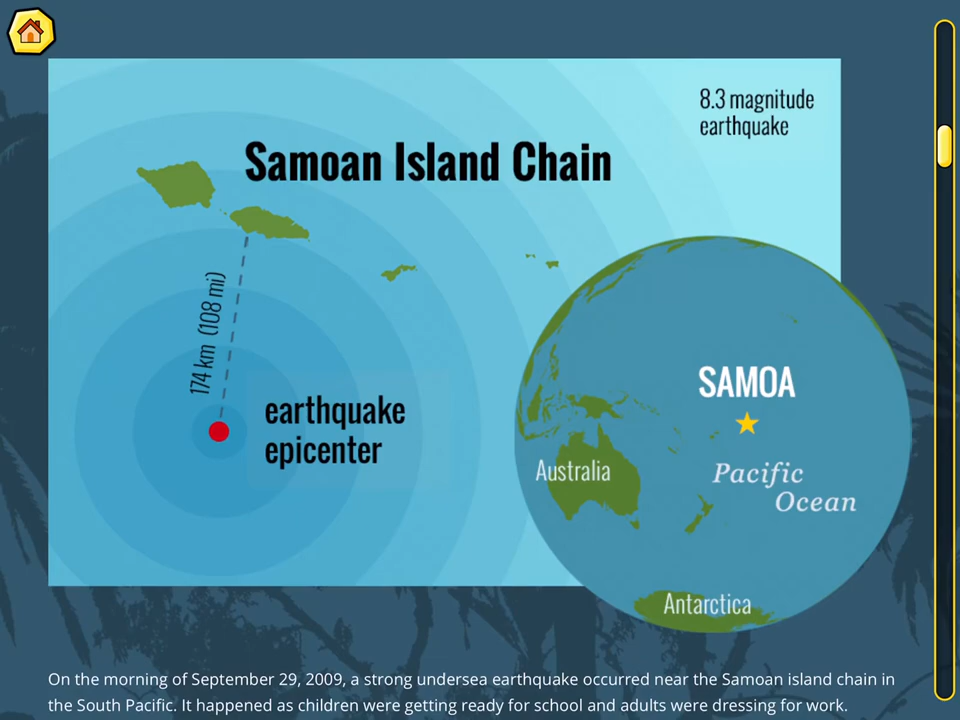 8.3 magnitude
earthquake
Samoan Island Chain
174 km (108 mi)
earthquake
epicenter
SAMOA
Australia
Pacific
Ocean
Antarctica
On the morning of September 29, 2009, a strong undersea earthquake occurred near the Samoan island chain in
the South Pacific. It happened as children were getting ready for school and adults were dressing for work.